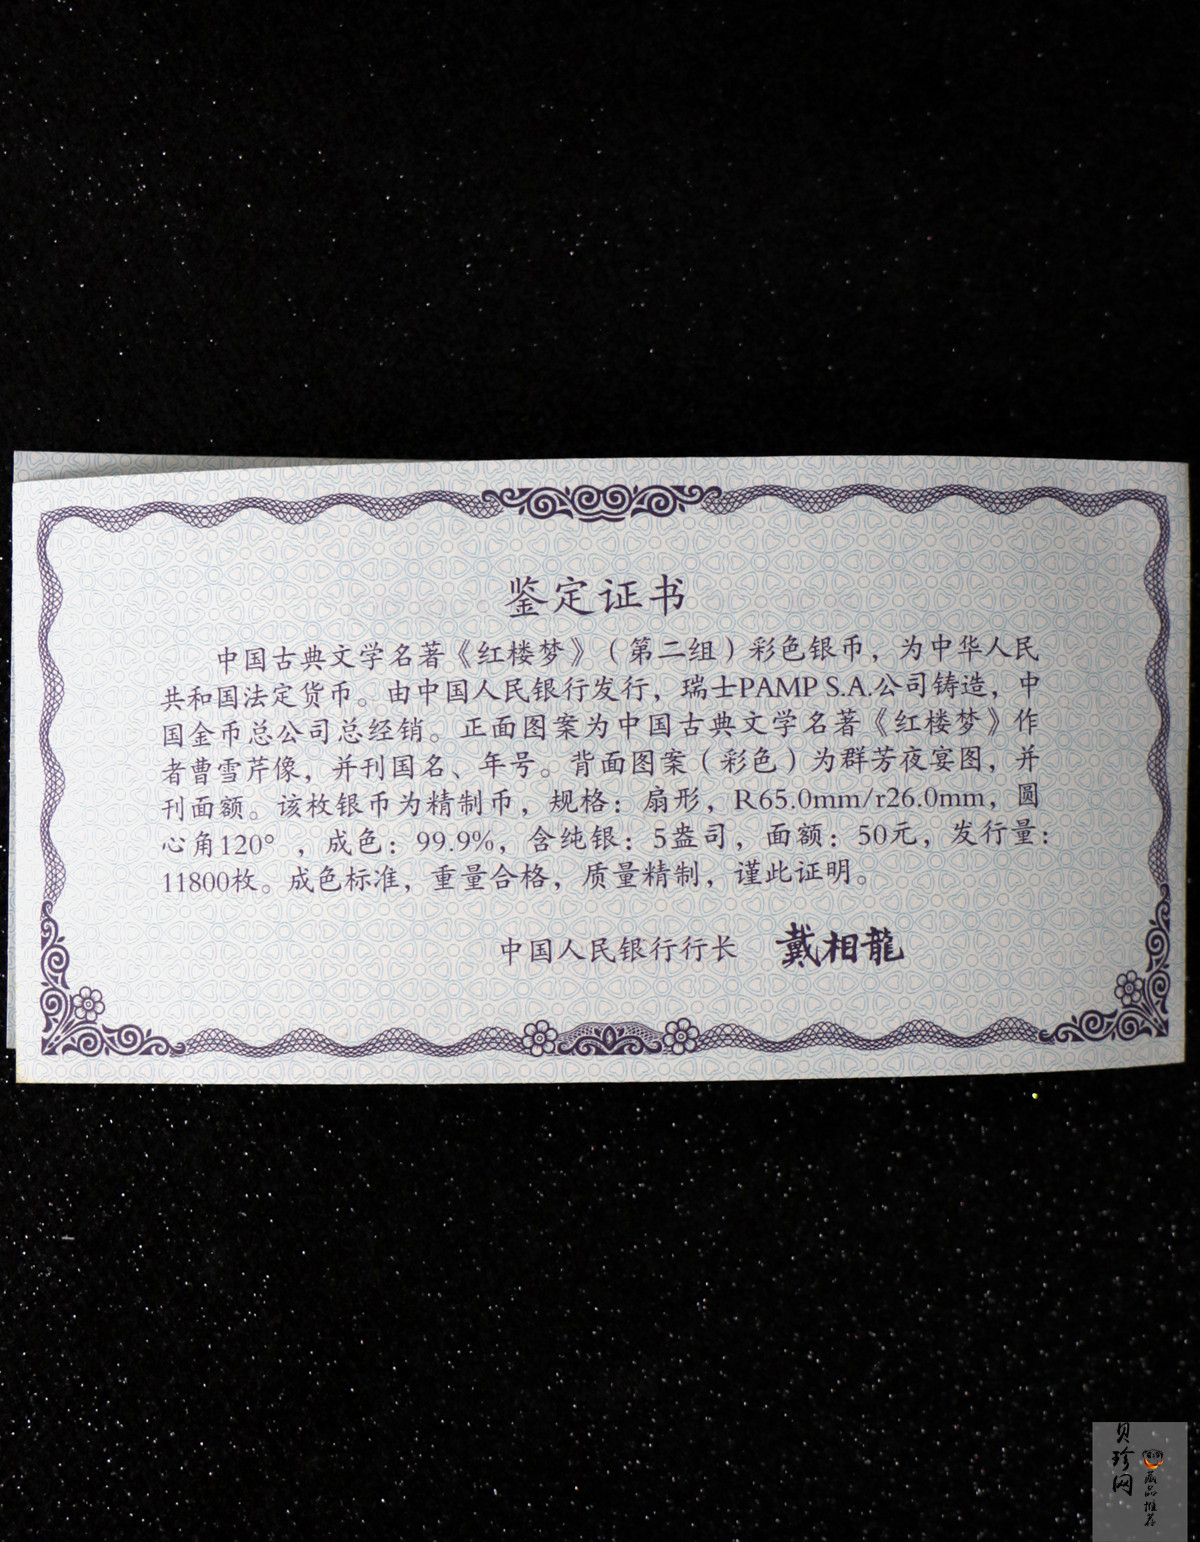 鉴定证书
中国古典文学名著《红楼梦》（第二组）彩色银币，为中华人民
共和国法定货币。由中国人民银行发行，瑞士PAMP S.A.公司铸造，中
国金币总公司总经销。正面图案为中国古典文学名著《红楼梦》作
者曹雪芹像，并刊国名、年号。背面图案（彩色）为群芳夜宴图，并
刊面额。该枚银币为精制币，规格：扇形，R65.0mm/r26.0mm，圆
心角120°，成色：99.9%，含纯银：5盎司，面额：50元，发行量：
11800枚。成色标准，重量合格，质量精制，谨此证明。
中国人民银行行长 戴相龍
贝珍网
藏品推荐